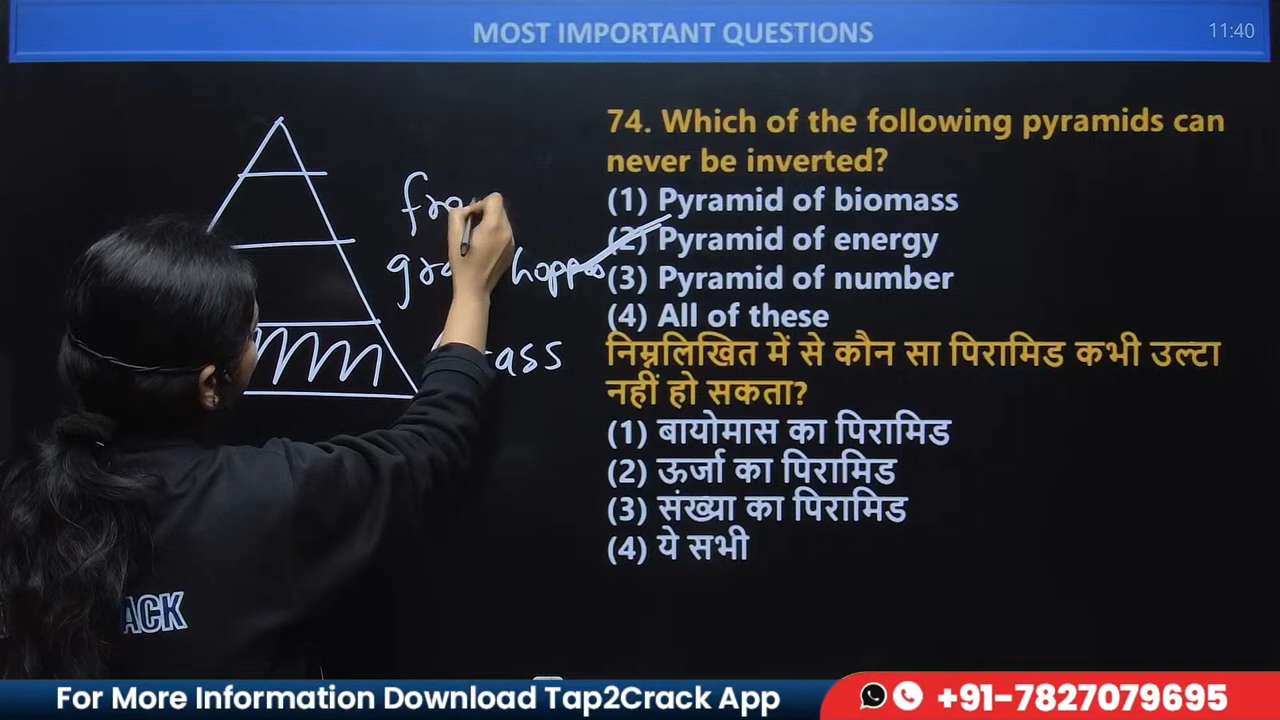 MOST IMPORTANT QUESTIONS
11:40
74. Which of the following pyramids can
never be inverted?
(1) Pyramid of biomass
(2) Pyramid of energy
(3) Pyramid of number
(4) All of these
निम्नलिखित में से कौन सा पिरामिड कभी उल्टा
नहीं हो सकता?
(1) बायोमास का पिरामिड
(2) ऊर्जा का पिरामिड
(3) संख्या का पिरामिड
(4) ये सभी
ACK
For More Information Download Tap2Crack App
+91-7827079695